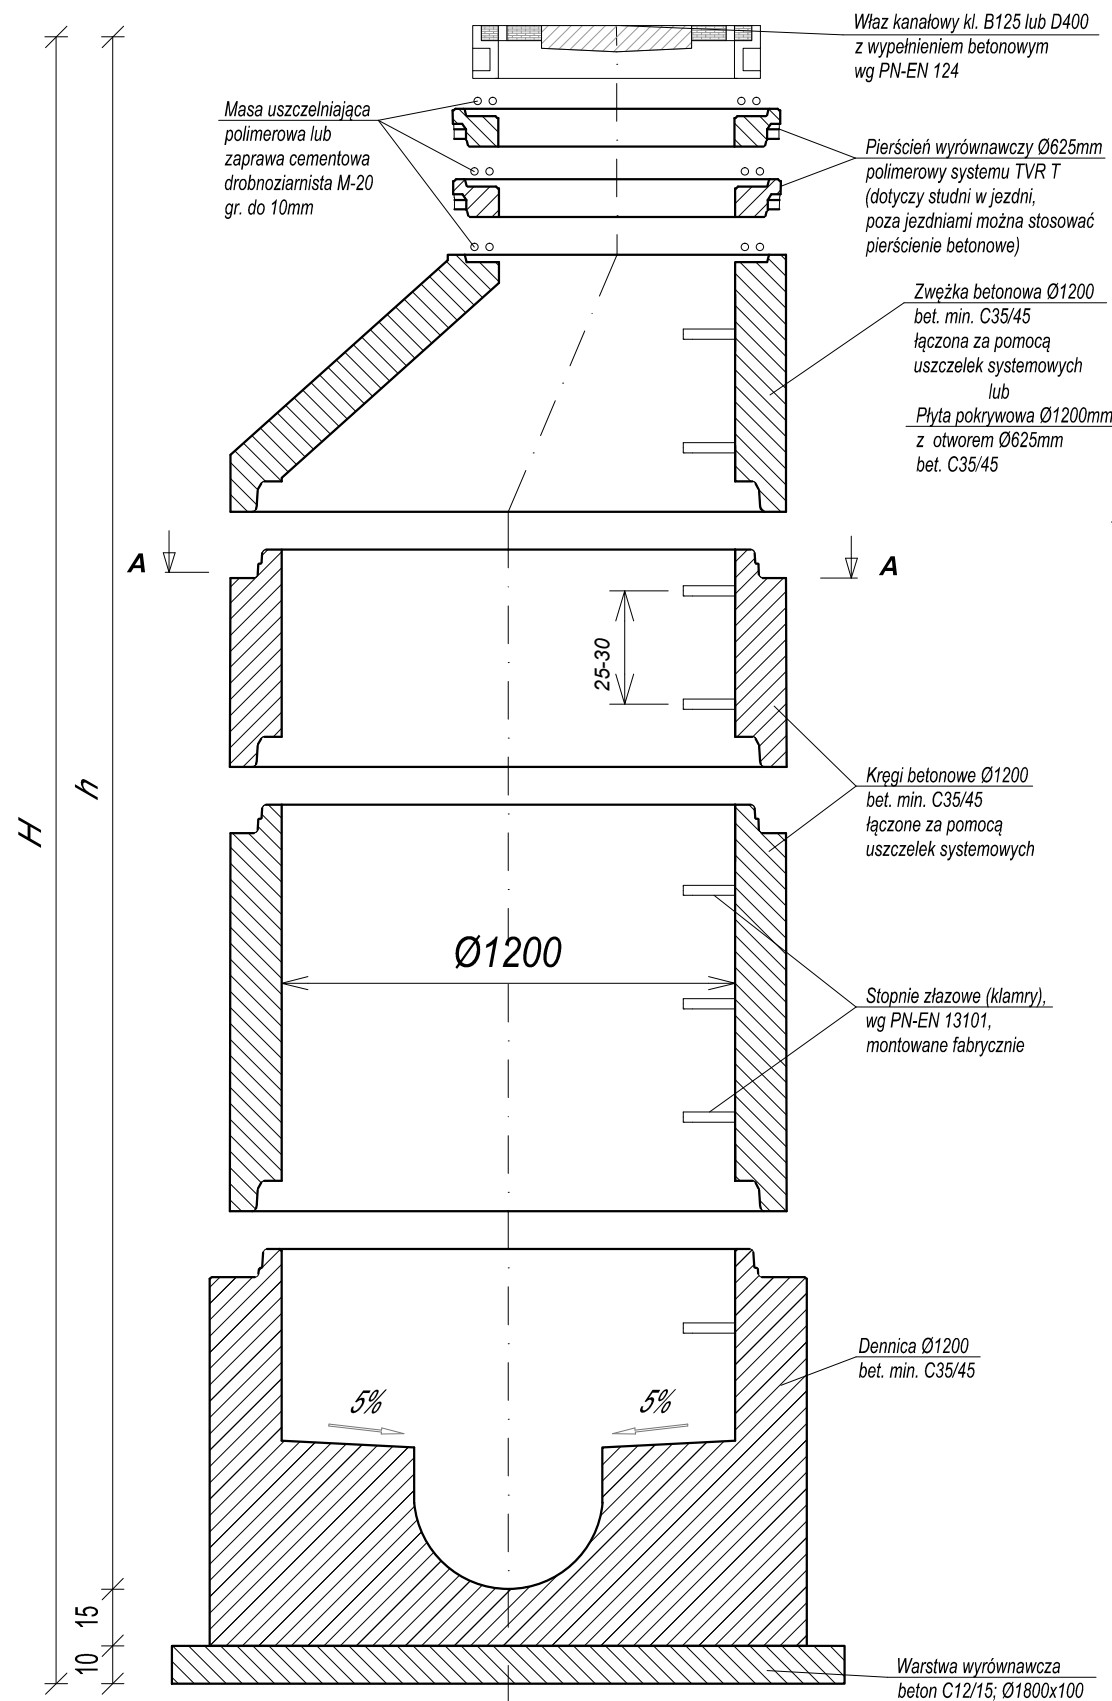 Właz kanałowy kl. B125 lub D400
z wypełnieniem betonowym
wg PN-EN 124
Masa uszczelniająca
polimerowa lub
zaprawa cementowa
drobnoziarnista M-20
gr. do 10mm
Pierścień wyrównawczy Ø625mm
polimerowy systemu TVR T
(dotyczy studni w jezdni,
poza jezdniami można stosować
pierścienie betonowe)
Zwężka betonowa Ø1200
bet. min. C35/45
łączona za pomocą
uszczelek systemowych
lub
Płyta pokrywowa Ø1200mm
z otworem Ø625mm
bet. C35/45
A
A
25-30
H
h
Kręgi betonowe Ø1200
bet. min. C35/45
łączone za pomocą
uszczelek systemowych
Ø1200
Stopnie złazowe (klamry),
wg PN-EN 13101,
montowane fabrycznie
Dennica Ø1200
bet. min. C35/45
5%
5%
15
10
Warstwa wyrównawcza
beton C12/15; Ø1800x100